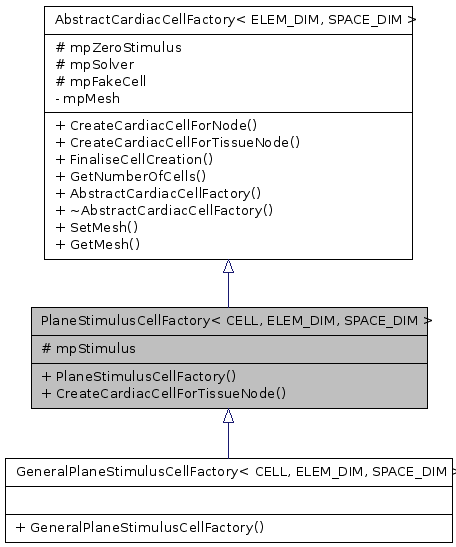 AbstractCardiacCellFactory< ELEM_DIM, SPACE_DIM >
# mpZeroStimulus
# mpSolver
# mpFakeCell
- mpMesh
+ CreateCardiacCellForNode()
+ CreateCardiacCellForTissueNode()
+ FinaliseCellCreation()
+ GetNumberOfCells()
+ AbstractCardiacCellFactory()
+ ~AbstractCardiacCellFactory()
+ SetMesh()
+ GetMesh()
PlaneStimulusCellFactory< CELL, ELEM_DIM, SPACE_DIM >
# mpStimulus
+ PlaneStimulusCellFactory()
+ CreateCardiacCellForTissueNode()
GeneralPlaneStimulusCellFactory< CELL, ELEM_DIM, SPACE_DIM >
+ GeneralPlaneStimulusCellFactory()